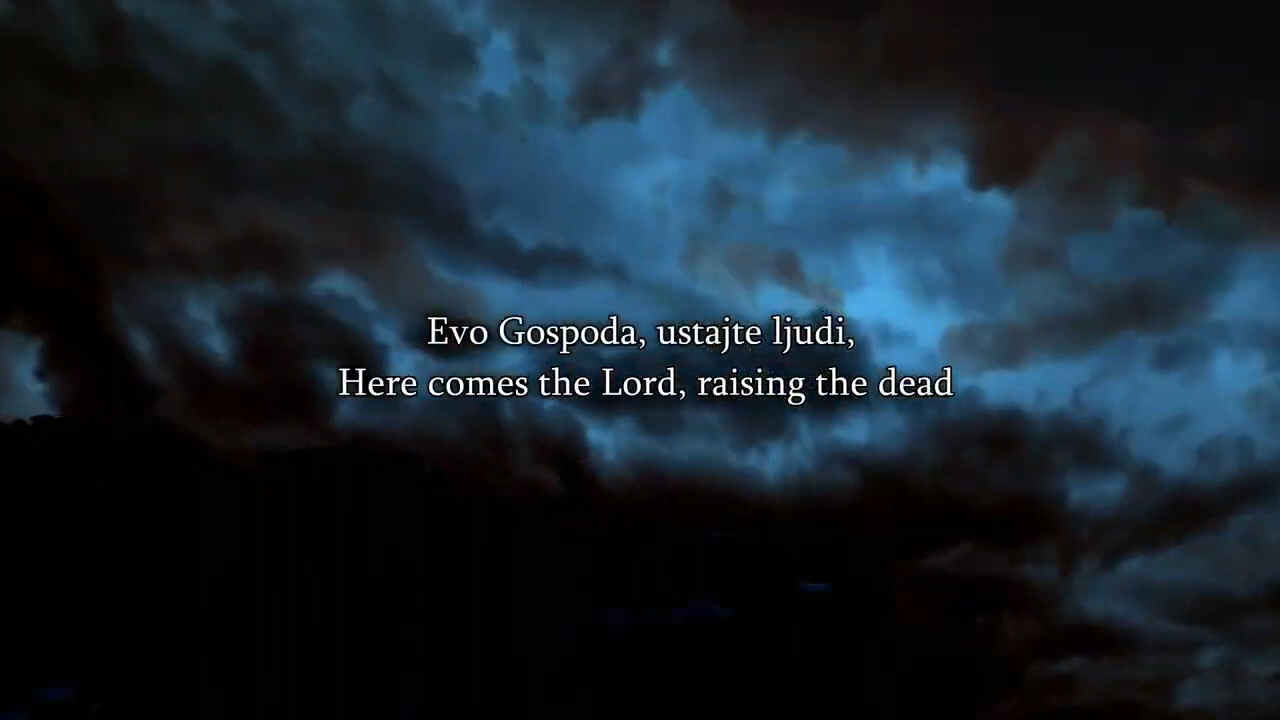 Evo Gospoda, ustajte ljudi,
Here comes the Lord, raising the dead